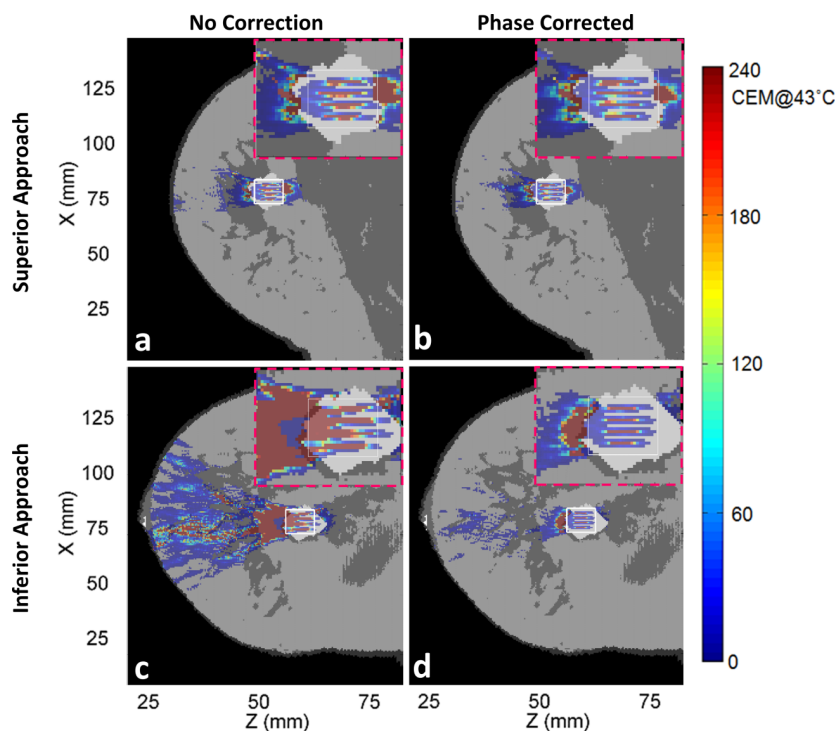 No Correction
Phase Corrected
Superior Approach
X (mm)
125
100
75
50
25
a
b
240
CEM@43˚C
180
120
60
0
Inferior Approach
X (mm)
125
100
75
50
25
c
d
25
50
75
Z (mm)
25
50
75
Z (mm)